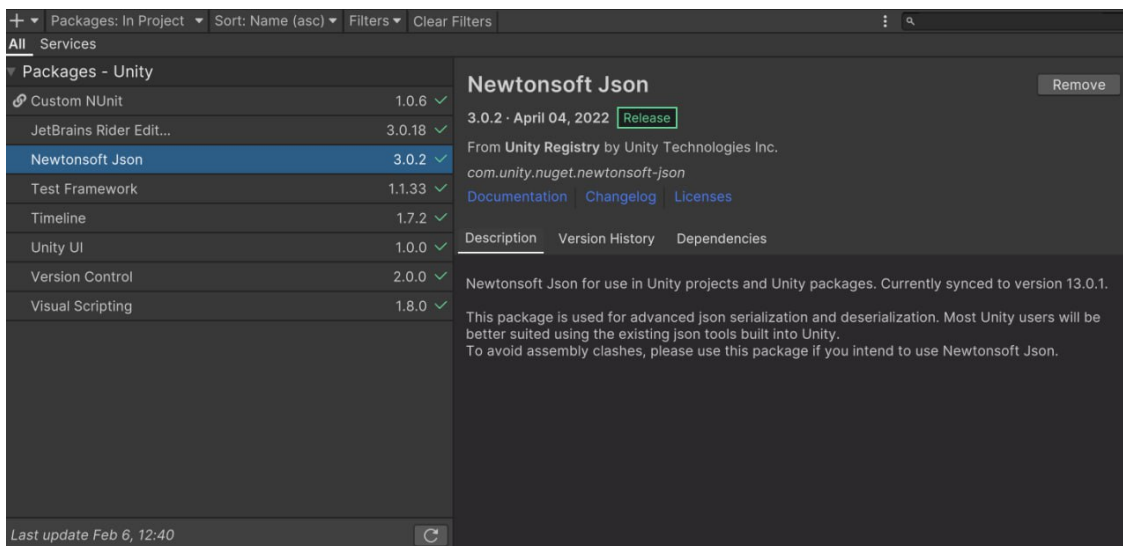 Packages: In Project Sort: Name (asc) Filters Clear Filters
All Services
Packages - Unity
Custom NUnit 1.0.6
JetBrains Rider Edit... 3.0.18
Newtonsoft Json 3.0.2
Test Framework 1.1.33
Timeline 1.7.2
Unity UI 1.0.0
Version Control 2.0.0
Visual Scripting 1.8.0
Last update Feb 6, 12:40
Newtonsoft Json Remove
3.0.2 · April 04, 2022 Release
From Unity Registry by Unity Technologies Inc.
com.unity.nuget.newtonsoft-json
Documentation Changelog Licenses
Description Version History Dependencies
Newtonsoft Json for use in Unity projects and Unity packages. Currently synced to version 13.0.1.
This package is used for advanced json serialization and deserialization. Most Unity users will be
better suited using the existing json tools built into Unity.
To avoid assembly clashes, please use this package if you intend to use Newtonsoft Json.